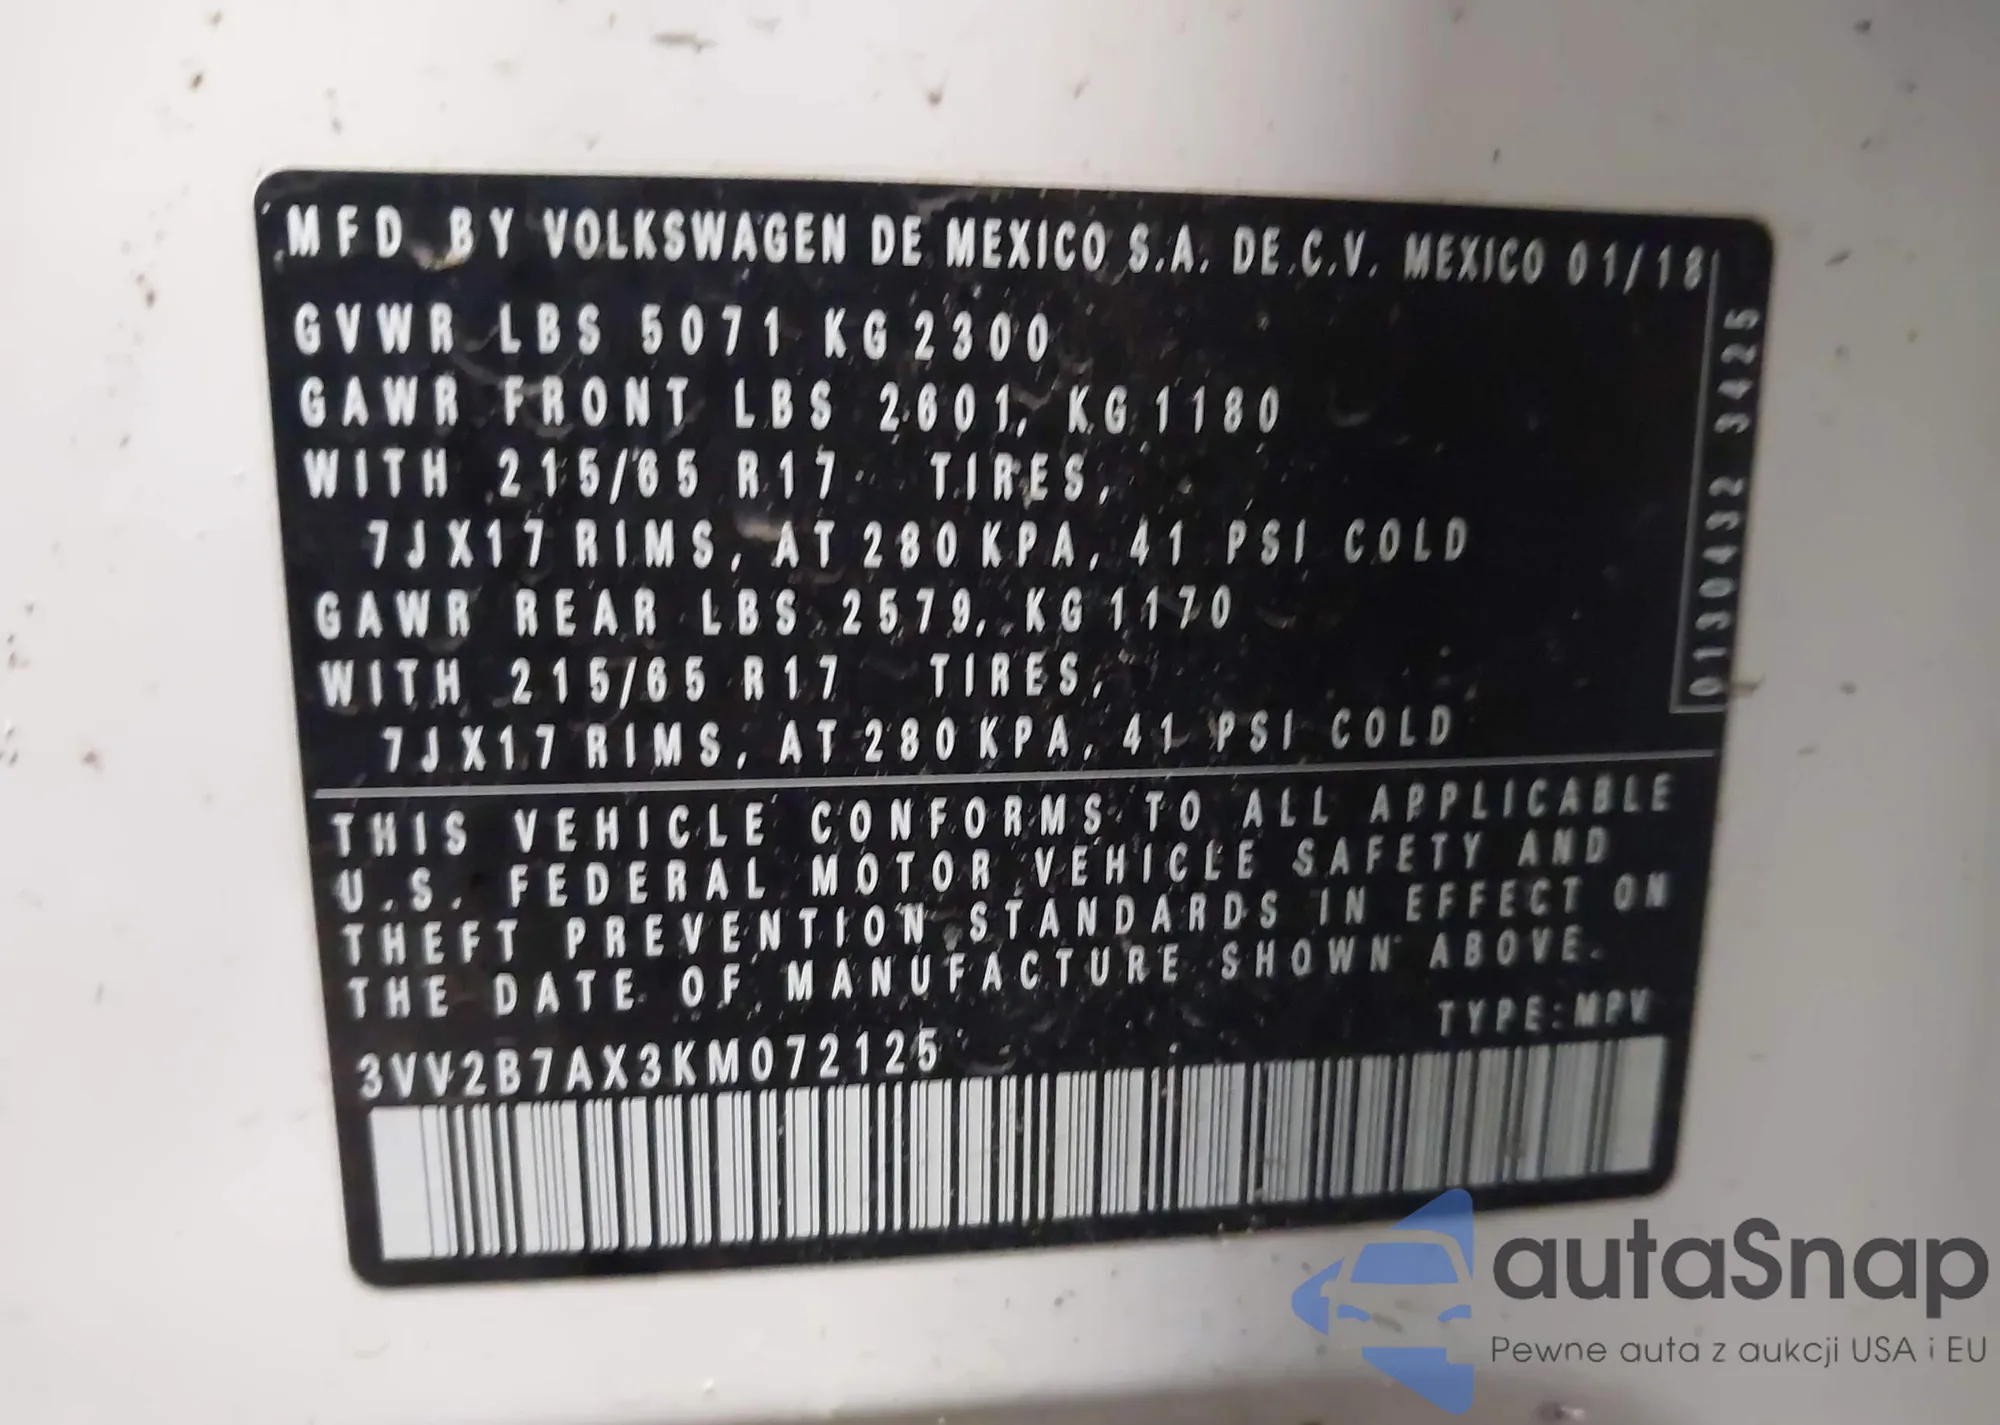 MFD BY VOLKSWAGEN DE MEXICO S.A. DE.C.V. MEXICO 01/18
GVWR LBS 5071 KG 2300
GAWR FRONT LBS 2601, KG 1180
WITH 215/65 R17 TIRES,
7JX17 RIMS, AT 280 KPA, 41 PSI COLD
GAWR REAR LBS 2579, KG 1170
WITH 215/65 R17 TIRES,
7JX17 RIMS, AT 280 KPA, 41 PSI COLD
0130432 3425
THIS VEHICLE CONFORMS TO ALL APPLICABLE
U.S. FEDERAL MOTOR VEHICLE SAFETY AND
THEFT PREVENTION STANDARDS IN EFFECT ON
THE DATE OF MANUFACTURE SHOWN ABOVE.
TYPE:MPV
3VV2B7AX3KM072125
autaSnap
Pewne auta z aukcji USA i EU